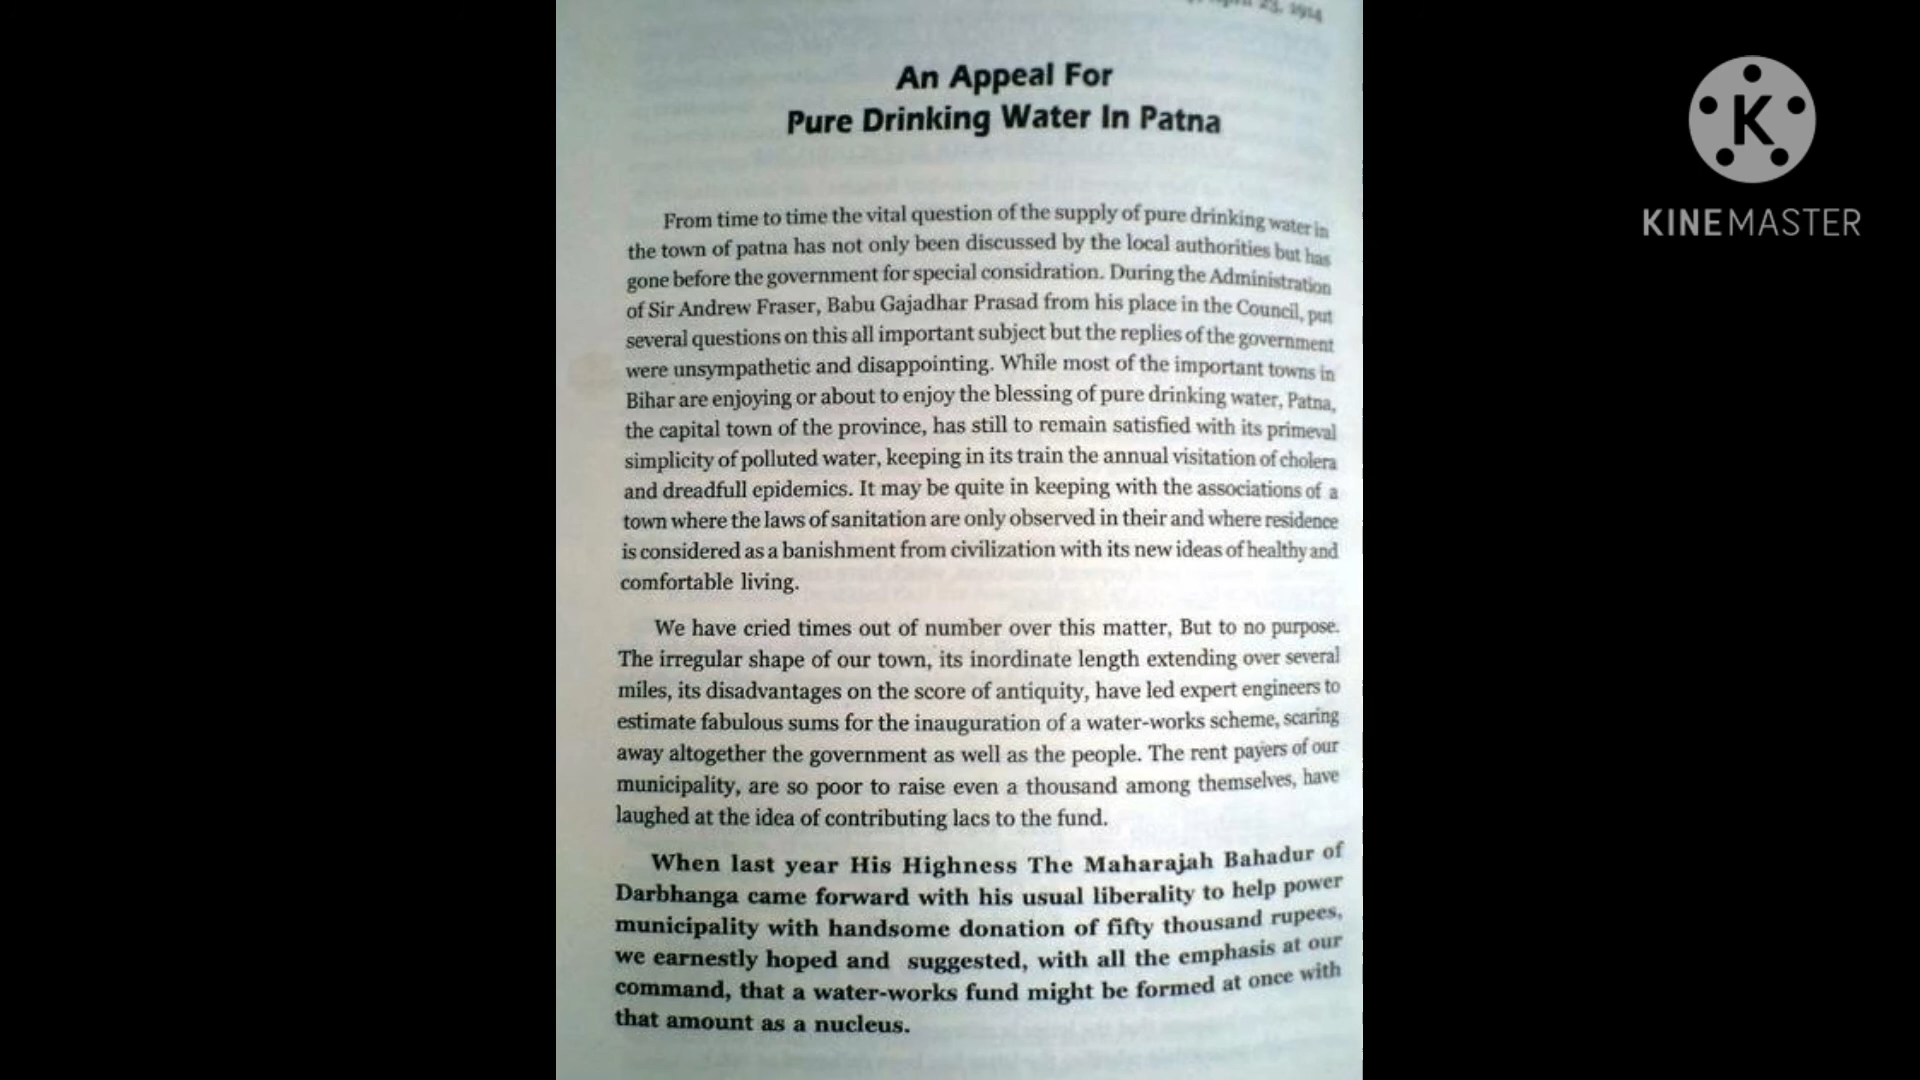 23, 1914
An Appeal For
Pure Drinking Water In Patna
From time to time the vital question of the supply of pure drinking water in
the town of patna has not only been discussed by the local authorities but has
gone before the government for special considration. During the Administration
of Sir Andrew Fraser, Babu Gajadhar Prasad from his place in the Council, put
several questions on this all important subject but the replies of the government
were unsympathetic and disappointing. While most of the important towns in
Bihar are enjoying or about to enjoy the blessing of pure drinking water, Patna,
the capital town of the province, has still to remain satisfied with its primeval
simplicity of polluted water, keeping in its train the annual visitation of cholera
and dreadfull epidemics. It may be quite in keeping with the associations of a
town where the laws of sanitation are only observed in their and where residence
is considered as a banishment from civilization with its new ideas of healthy and
comfortable living.
We have cried times out of number over this matter, But to no purpose.
The irregular shape of our town, its inordinate length extending over several
miles, its disadvantages on the score of antiquity, have led expert engineers to
estimate fabulous sums for the inauguration of a water-works scheme, scaring
away altogether the government as well as the people. The rent payers of our
municipality, are so poor to raise even a thousand among themselves, have
laughed at the idea of contributing lacs to the fund.
When last year His Highness The Maharajah Bahadur of
Darbhanga came forward with his usual liberality to help power
municipality with handsome donation of fifty thousand rupees,
we earnestly hoped and suggested, with all the emphasis at our
command, that a water-works fund might be formed at once with
that amount as a nucleus.
K
KINEMASTER